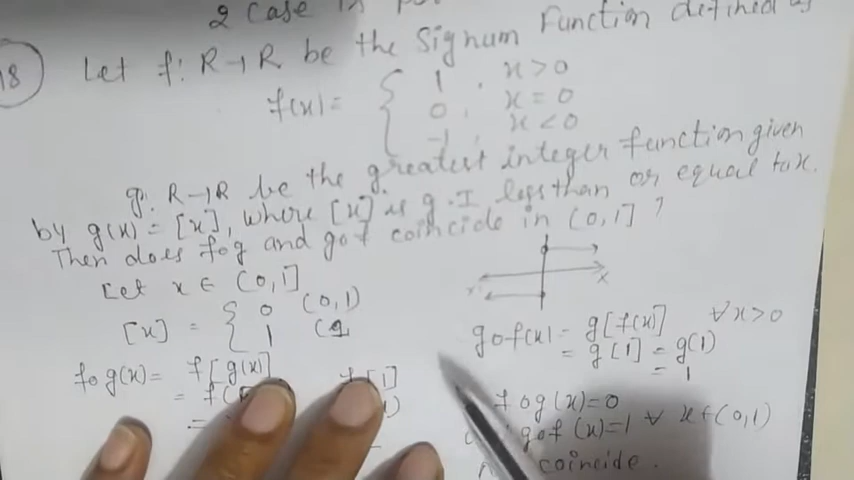 2 case in
18 Let f: R→R be the Signum Function defined as
f(x)= { 1, x>0
0, x=0
-1, x<0
g: R→R be the greatest integer function given
by g(x) = [x], where [x] is g.I less than or equal to x.
Then does fog and gof coincide in (0,1] ?
Let x ∈ (0,1]
[x] = { 0 (0,1)
1
x
gof(x) = g[f(x)] ∀x>0
= g[1] = g(1)
= 1
fog(x)= f[g(x)] f[1]
fog(x)=0
gof(x)=1 ∀ x∈(0,1)
coincide.